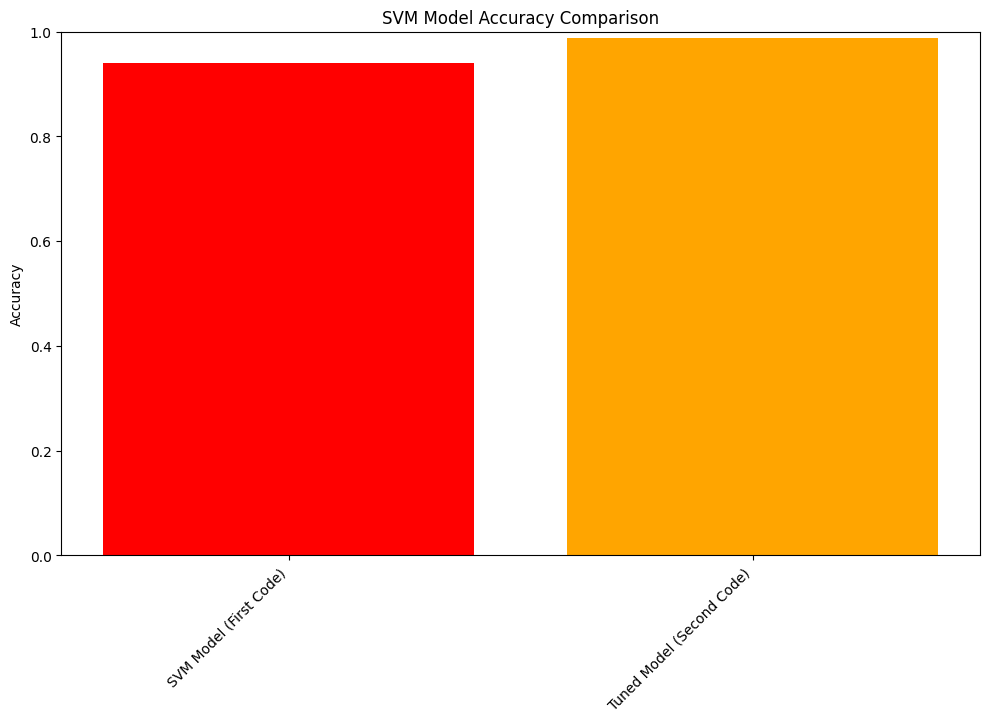 SVM Model Accuracy Comparison
1.0
0.8
0.6
0.4
0.2
0.0
Accuracy
SVM Model (First Code)
Tuned Model (Second Code)